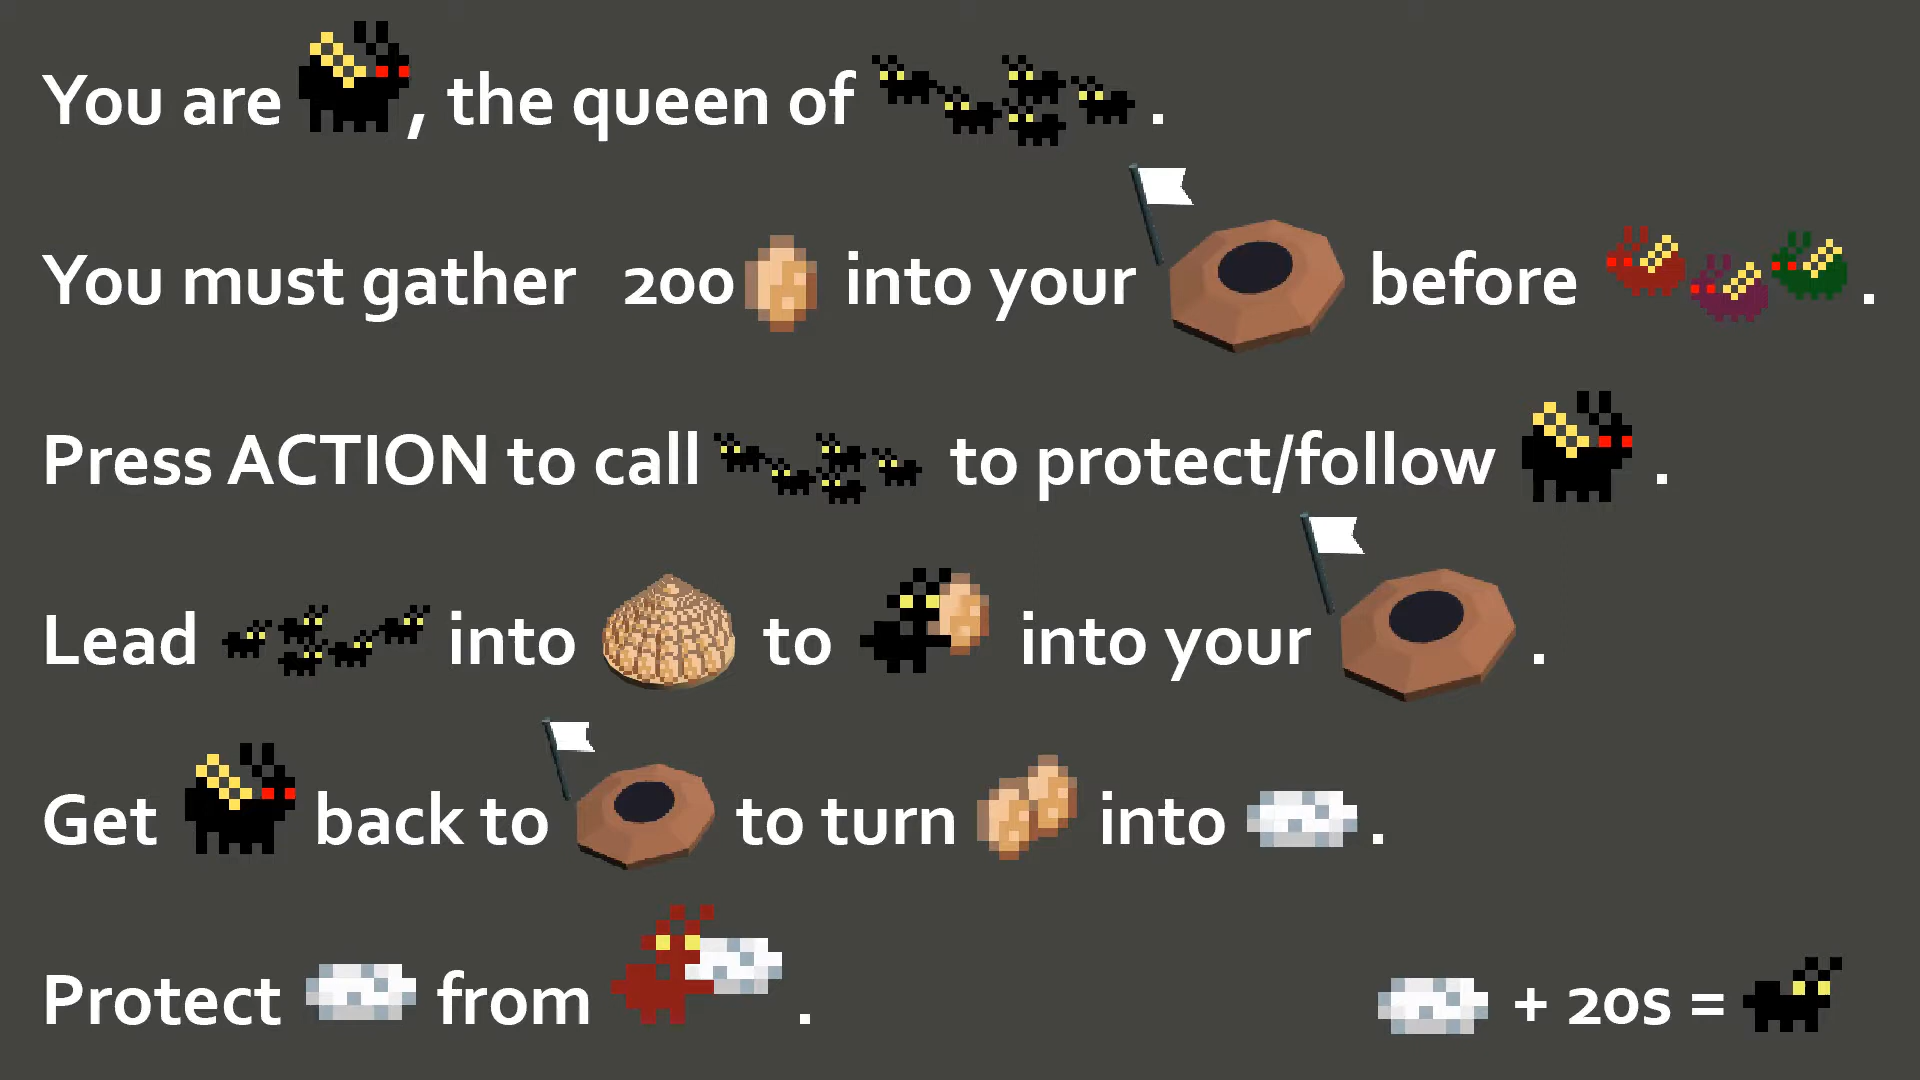 You are , the queen of .
You must gather 200 into your before .
Press ACTION to call to protect/follow .
Lead into to into your .
Get back to to turn into .
Protect from .
+ 20s =